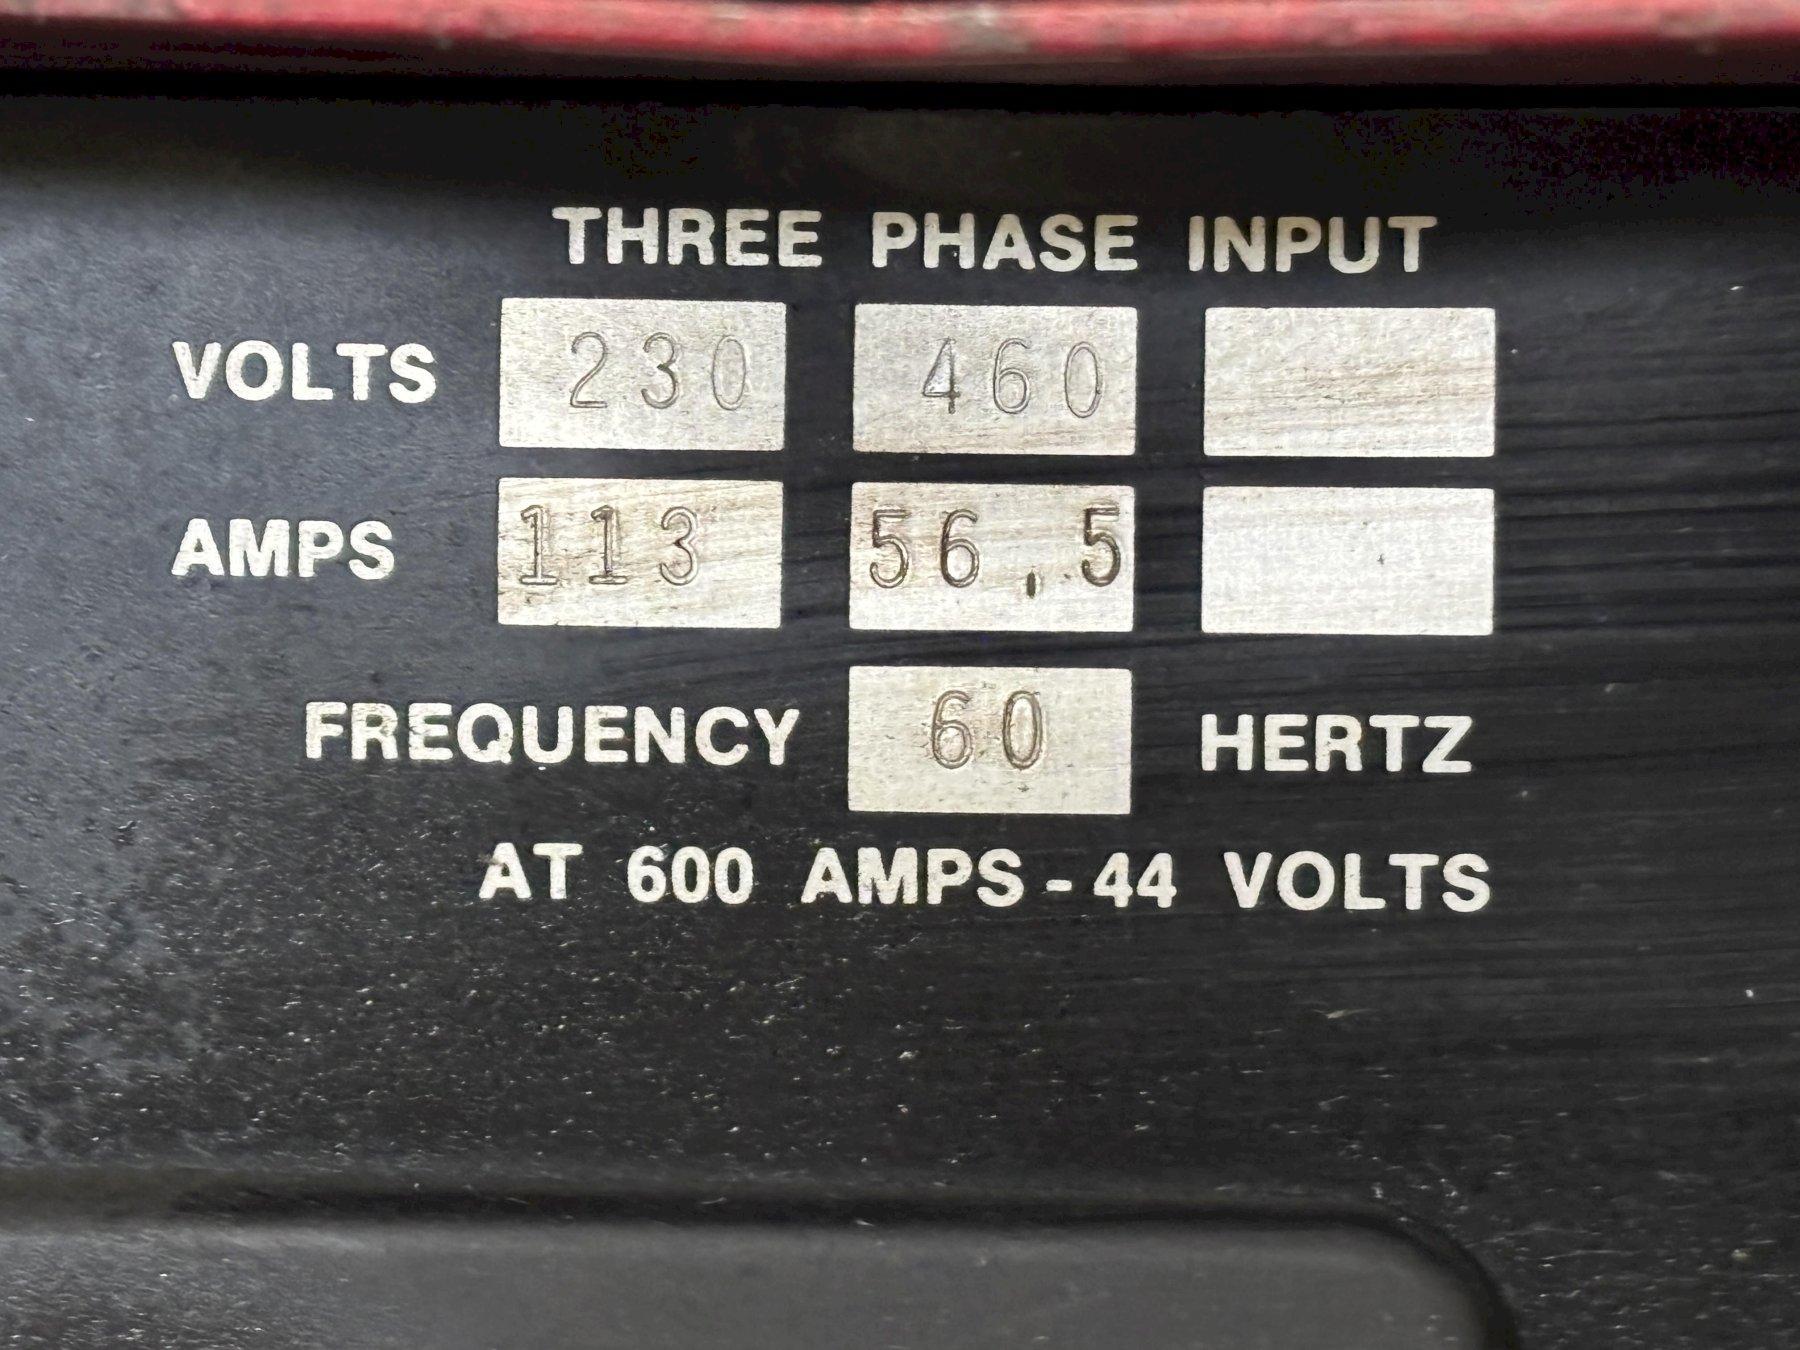 THREE PHASE INPUT
VOLTS 230 460
AMPS 113 56.5
FREQUENCY 60 HERTZ
AT 600 AMPS - 44 VOLTS